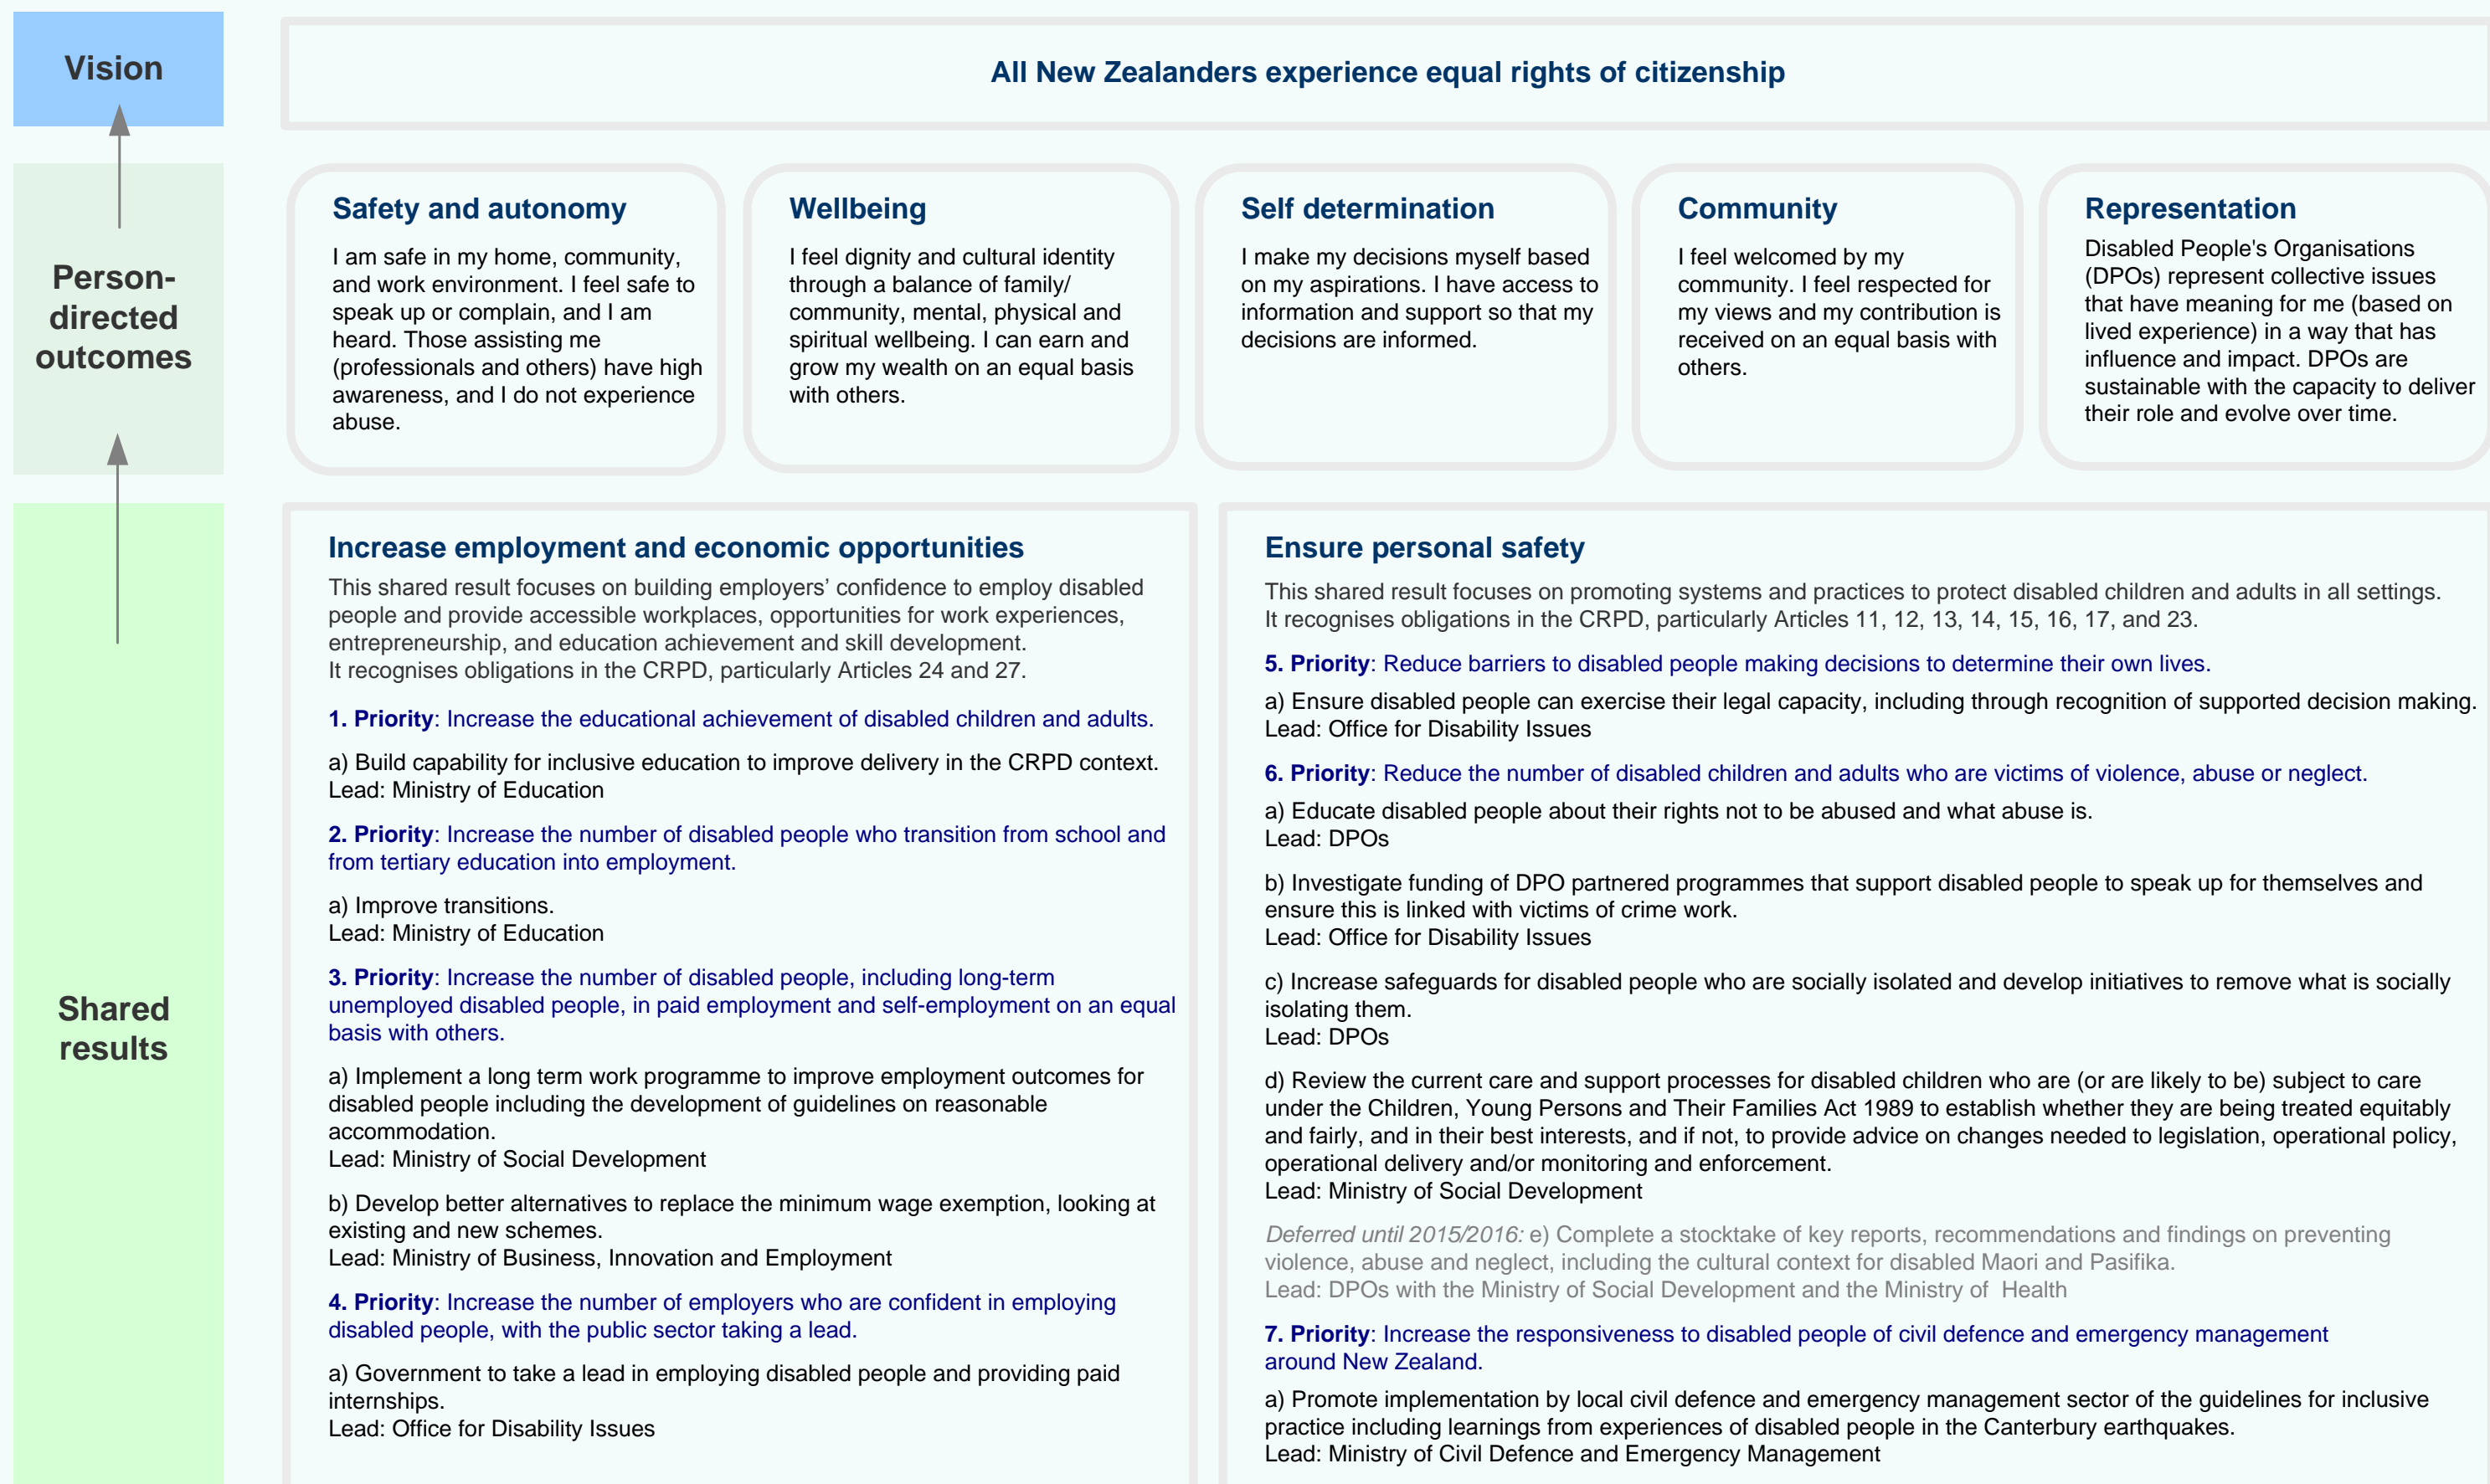 Vision
All New Zealanders experience equal rights of citizenship
Person-
directed
outcomes
Safety and autonomy
I am safe in my home, community,
and work environment. I feel safe to
speak up or complain, and I am
heard. Those assisting me
(professionals and others) have high
awareness, and I do not experience
abuse.
Wellbeing
I feel dignity and cultural identity
through a balance of family/
community, mental, physical and
spiritual wellbeing. I can earn and
grow my wealth on an equal basis
with others.
Self determination
I make my decisions myself based
on my aspirations. I have access to
information and support so that my
decisions are informed.
Community
I feel welcomed by my
community. I feel respected for
my views and my contribution is
received on an equal basis with
others.
Representation
Disabled People's Organisations
(DPOs) represent collective issues
that have meaning for me (based on
lived experience) in a way that has
influence and impact. DPOs are
sustainable with the capacity to deliver
their role and evolve over time.
Shared
results
Increase employment and economic opportunities
This shared result focuses on building employers’ confidence to employ disabled
people and provide accessible workplaces, opportunities for work experiences,
entrepreneurship, and education achievement and skill development.
It recognises obligations in the CRPD, particularly Articles 24 and 27.
1. Priority: Increase the educational achievement of disabled children and adults.
a) Build capability for inclusive education to improve delivery in the CRPD context.
Lead: Ministry of Education
2. Priority: Increase the number of disabled people who transition from school and
from tertiary education into employment.
a) Improve transitions.
Lead: Ministry of Education
3. Priority: Increase the number of disabled people, including long-term
unemployed disabled people, in paid employment and self-employment on an equal
basis with others.
a) Implement a long term work programme to improve employment outcomes for
disabled people including the development of guidelines on reasonable
accommodation.
Lead: Ministry of Social Development
b) Develop better alternatives to replace the minimum wage exemption, looking at
existing and new schemes.
Lead: Ministry of Business, Innovation and Employment
4. Priority: Increase the number of employers who are confident in employing
disabled people, with the public sector taking a lead.
a) Government to take a lead in employing disabled people and providing paid
internships.
Lead: Office for Disability Issues
Ensure personal safety
This shared result focuses on promoting systems and practices to protect disabled children and adults in all settings.
It recognises obligations in the CRPD, particularly Articles 11, 12, 13, 14, 15, 16, 17, and 23.
5. Priority: Reduce barriers to disabled people making decisions to determine their own lives.
a) Ensure disabled people can exercise their legal capacity, including through recognition of supported decision making.
Lead: Office for Disability Issues
6. Priority: Reduce the number of disabled children and adults who are victims of violence, abuse or neglect.
a) Educate disabled people about their rights not to be abused and what abuse is.
Lead: DPOs
b) Investigate funding of DPO partnered programmes that support disabled people to speak up for themselves and
ensure this is linked with victims of crime work.
Lead: Office for Disability Issues
c) Increase safeguards for disabled people who are socially isolated and develop initiatives to remove what is socially
isolating them.
Lead: DPOs
d) Review the current care and support processes for disabled children who are (or are likely to be) subject to care
under the Children, Young Persons and Their Families Act 1989 to establish whether they are being treated equitably
and fairly, and in their best interests, and if not, to provide advice on changes needed to legislation, operational policy,
operational delivery and/or monitoring and enforcement.
Lead: Ministry of Social Development
Deferred until 2015/2016: e) Complete a stocktake of key reports, recommendations and findings on preventing
violence, abuse and neglect, including the cultural context for disabled Maori and Pasifika.
Lead: DPOs with the Ministry of Social Development and the Ministry of Health
7. Priority: Increase the responsiveness to disabled people of civil defence and emergency management
around New Zealand.
a) Promote implementation by local civil defence and emergency management sector of the guidelines for inclusive
practice including learnings from experiences of disabled people in the Canterbury earthquakes.
Lead: Ministry of Civil Defence and Emergency Management